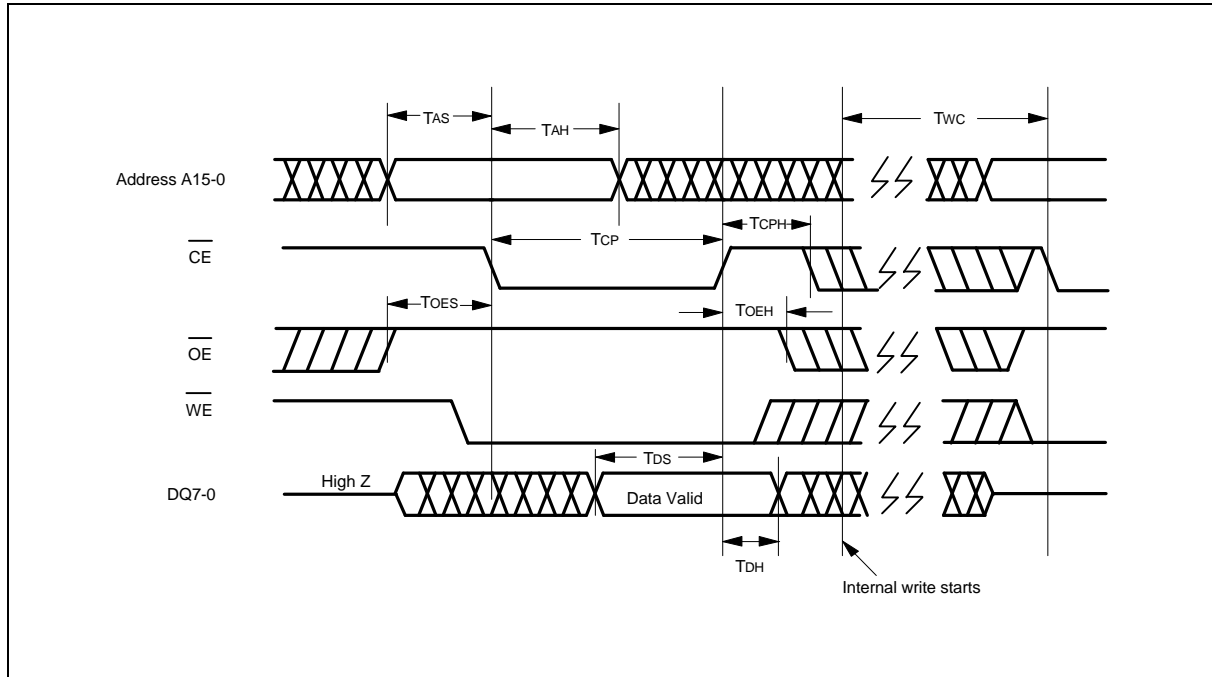 TAS
TAH
TWC
Address A15-0
TCPH
TCP
CE
TOES
TOEH
OE
WE
TDS
High Z
DQ7-0
Data Valid
TDH
Internal write starts